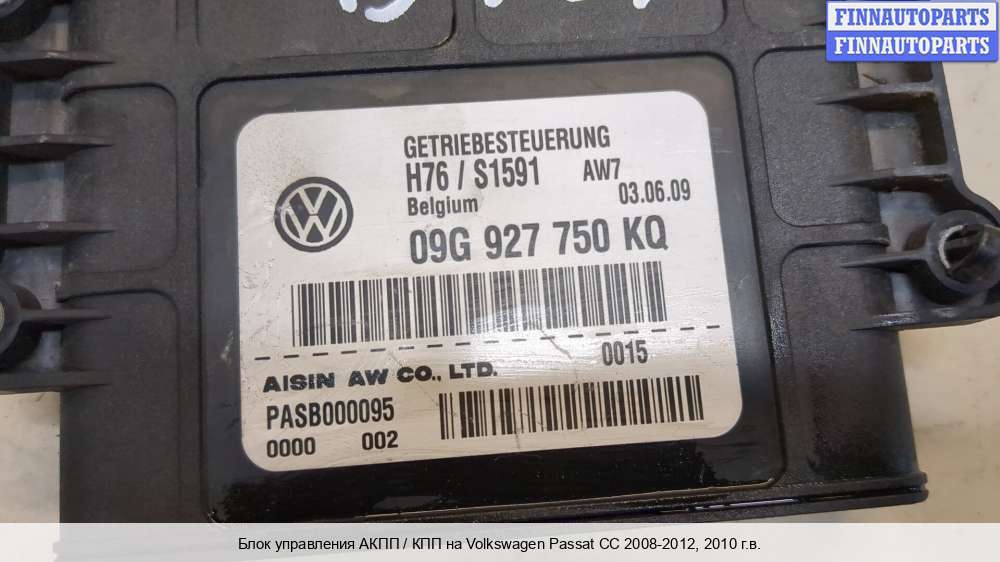 FINNAUTOPARTS
FINNAUTOPARTS
GETRIEBESTEUERUNG
H76 / S1591 AW7
Belgium 03.06.09
09G 927 750 KQ
0015
AISIN AW CO., LTD.
PASB000095
0000 002
Блок управления АКПП / КПП на Volkswagen Passat CC 2008-2012, 2010 г.в.